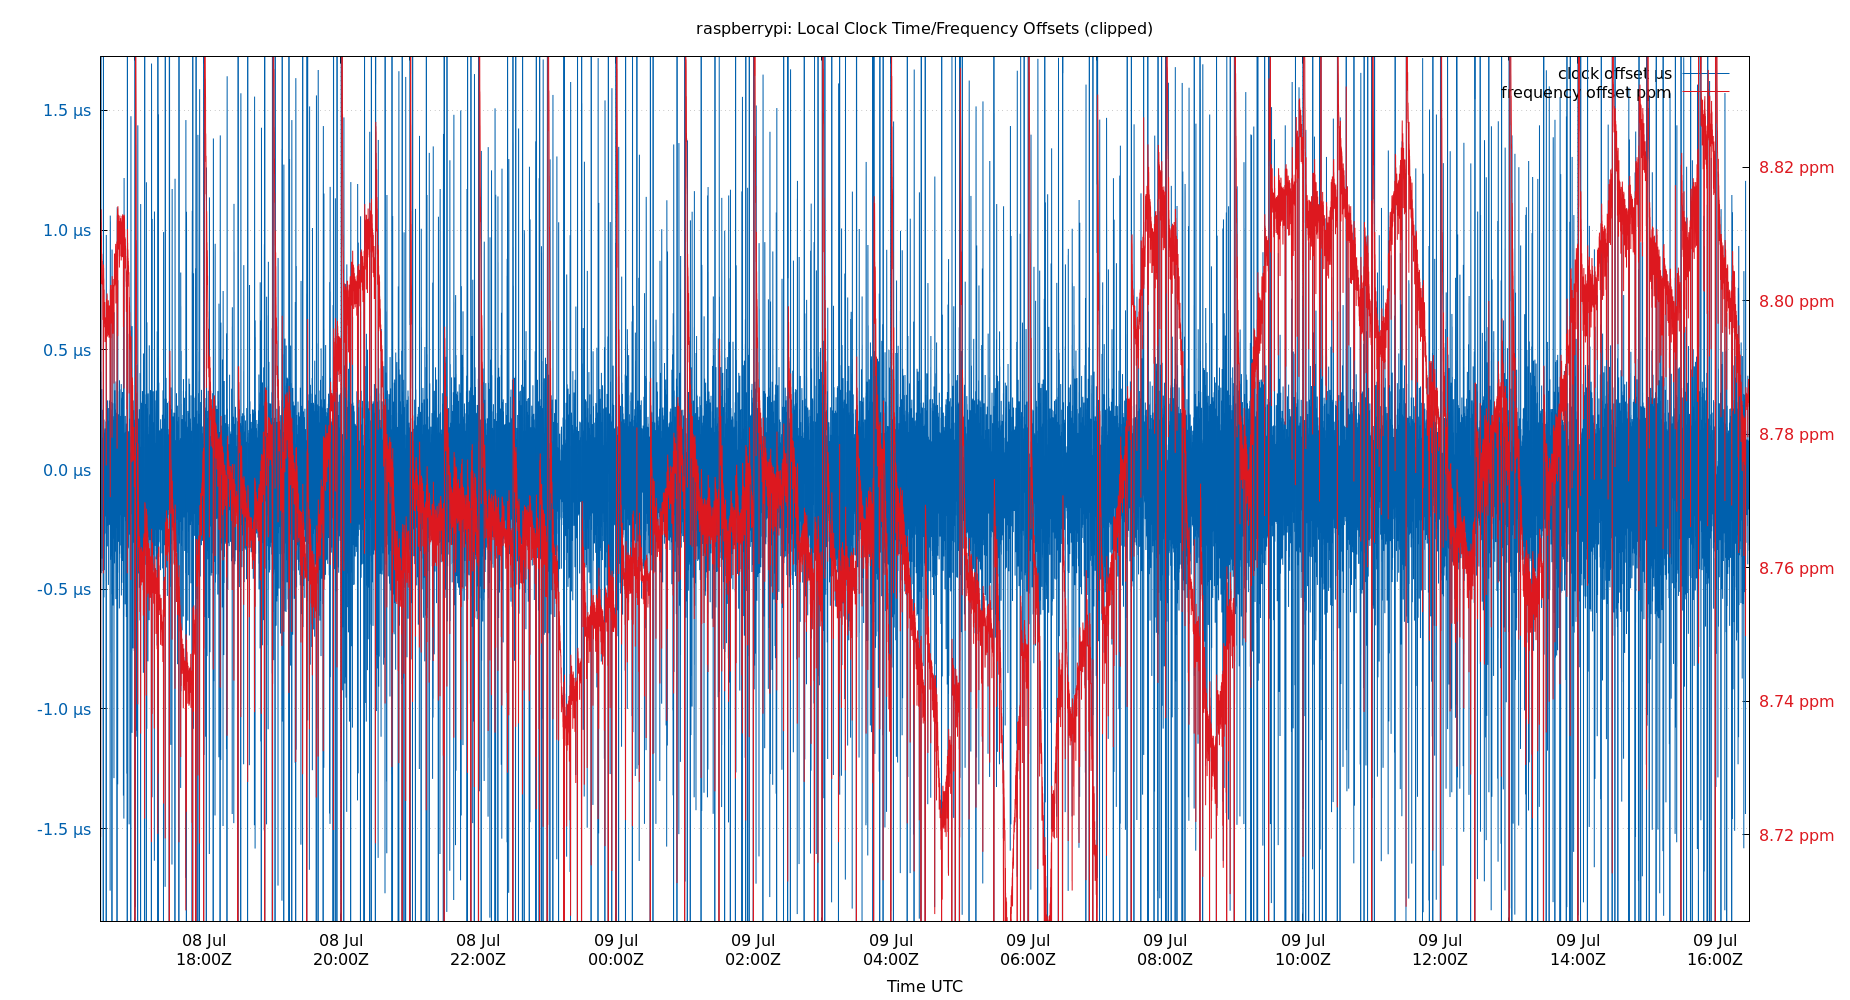 raspberrypi: Local Clock Time/Frequency Offsets (clipped)
clock offset µs
frequency offset ppm
1.5 µs
1.0 µs
0.5 µs
0.0 µs
-0.5 µs
-1.0 µs
-1.5 µs
8.82 ppm
8.80 ppm
8.78 ppm
8.76 ppm
8.74 ppm
8.72 ppm
08 Jul 08 Jul 08 Jul 09 Jul 09 Jul 09 Jul 09 Jul 09 Jul 09 Jul 09 Jul 09 Jul 09 Jul
18:00Z 20:00Z 22:00Z 00:00Z 02:00Z 04:00Z 06:00Z 08:00Z 10:00Z 12:00Z 14:00Z 16:00Z
Time UTC